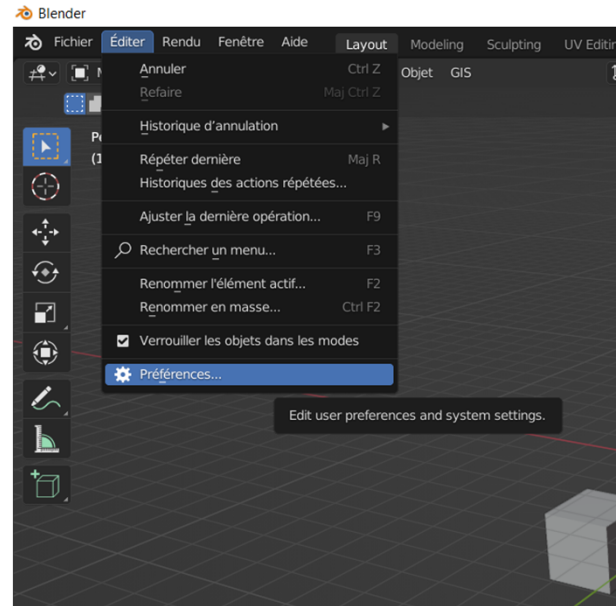 Blender
Fichier Éditer Rendu Fenêtre Aide Layout Modeling Sculpting UV Editin
Annuler Ctrl Z Objet GIS
Refaire Maj Ctrl Z
Historique d'annulation
Répéter dernière Maj R
Historiques des actions répétées...
Ajuster la dernière opération... F9
Rechercher un menu... F3
Renommer l'élément actif... F2
Renommer en masse... Ctrl F2
Verrouiller les objets dans les modes
Préférences...
Edit user preferences and system settings.